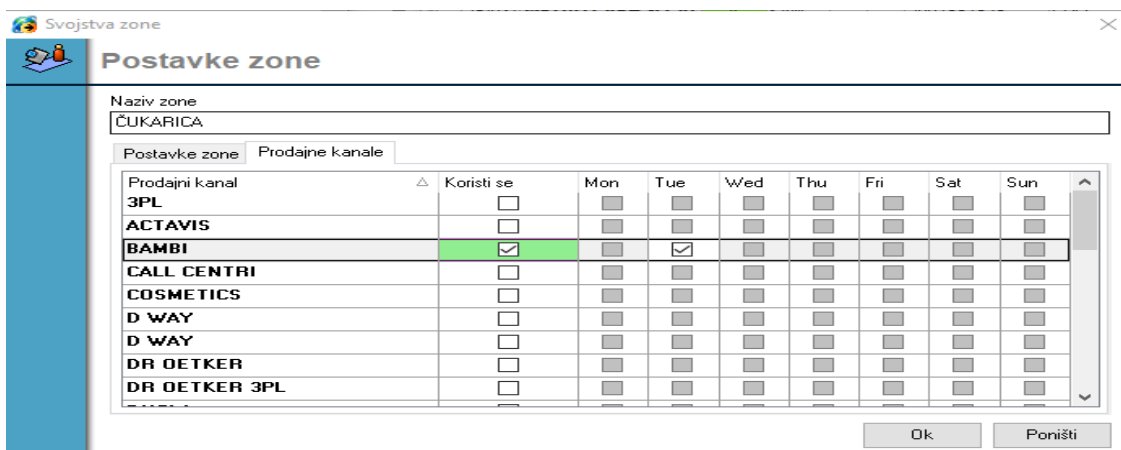 Svojstva zone
Postavke zone
Naziv zone
ČUKARICA
Postavke zone Prodajne kanale
Prodajni kanal Koristi se Mon Tue Wed Thu Fri Sat Sun
3PL
ACTAVIS
BAMBI
CALL CENTRI
COSMETICS
D WAY
D WAY
DR OETKER
DR OETKER 3PL
Ok Poništi